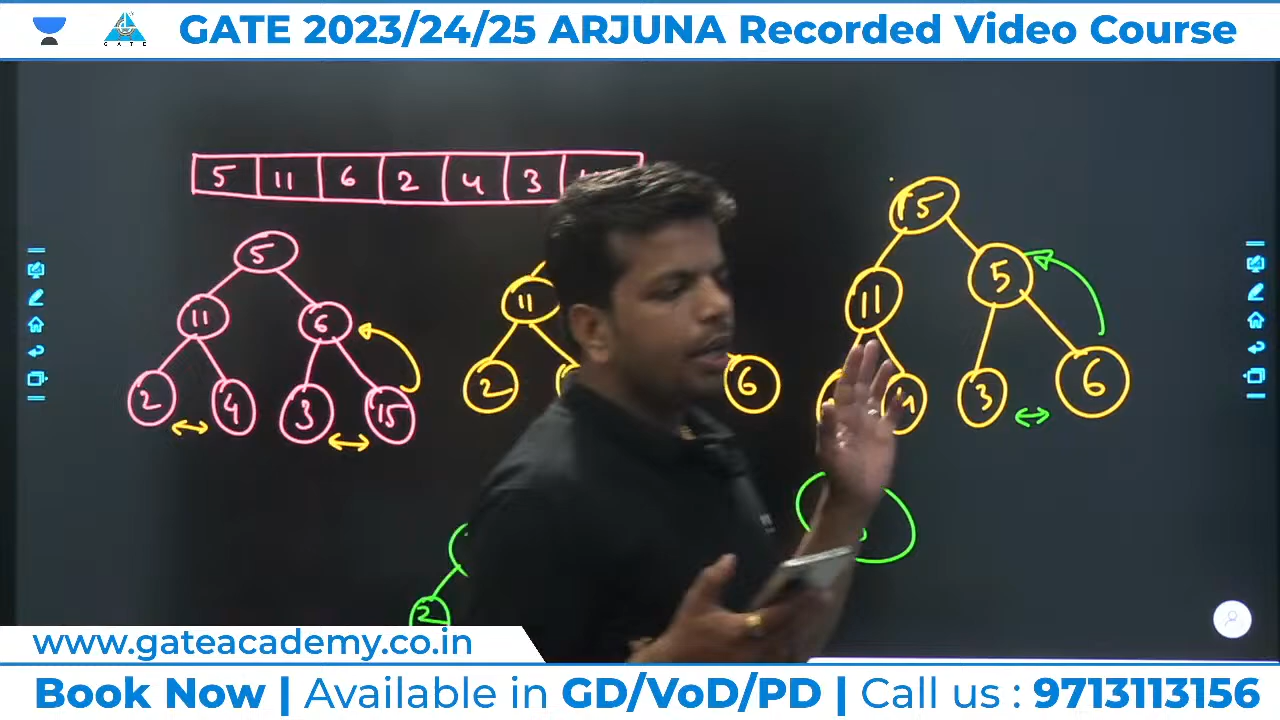 GATE 2023/24/25 ARJUNA Recorded Video Course
GATE
5 11 6 2 4 3
5
11 6
2 4 3 15
11
2 6
15
11 5
3 6
2
www.gateacademy.co.in
Book Now | Available in GD/VoD/PD | Call us : 9713113156